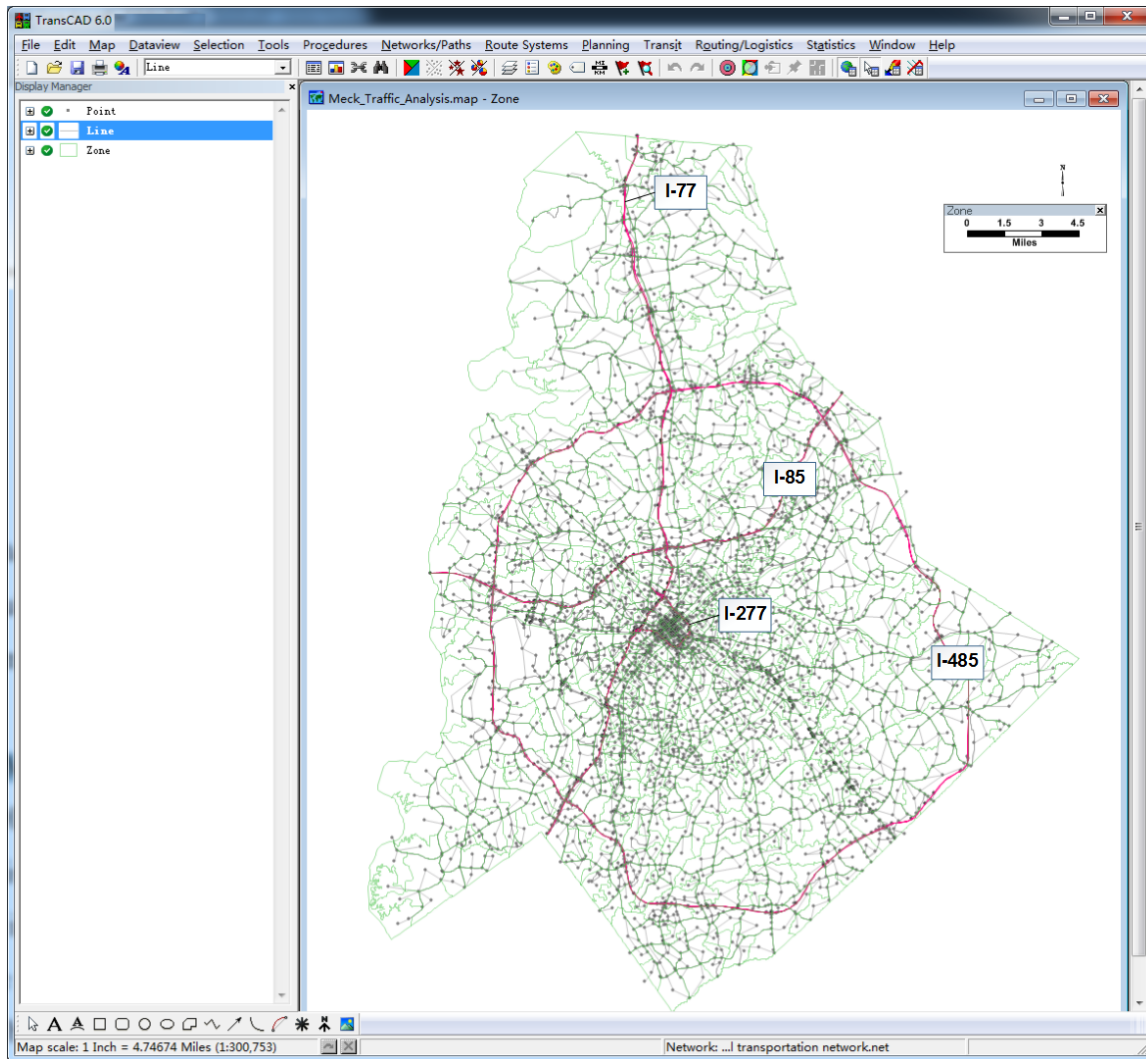 TransCAD 6.0
File Edit Map Dataview Selection Tools Procedures Networks/Paths Route Systems Planning Transit Routing/Logistics Statistics Window Help
Line
Display Manager
Point
Line
Zone
Meck_Traffic_Analysis.map - Zone
I-77
N
Zone
0 1.5 3 4.5
Miles
I-85
I-277
I-485
Map scale: 1 Inch = 4.74674 Miles (1:300,753)
Network: ...l transportation network.net